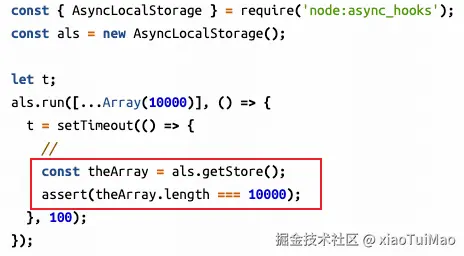 const { AsyncLocalStorage } = require('node:async_hooks');
const als = new AsyncLocalStorage();
let t;
als.run([...Array(10000)], () => {
t = setTimeout(() => {
//
const theArray = als.getStore();
assert(theArray.length === 10000);
}, 100);
});
掘金技术社区 @ xiaoTuiMao